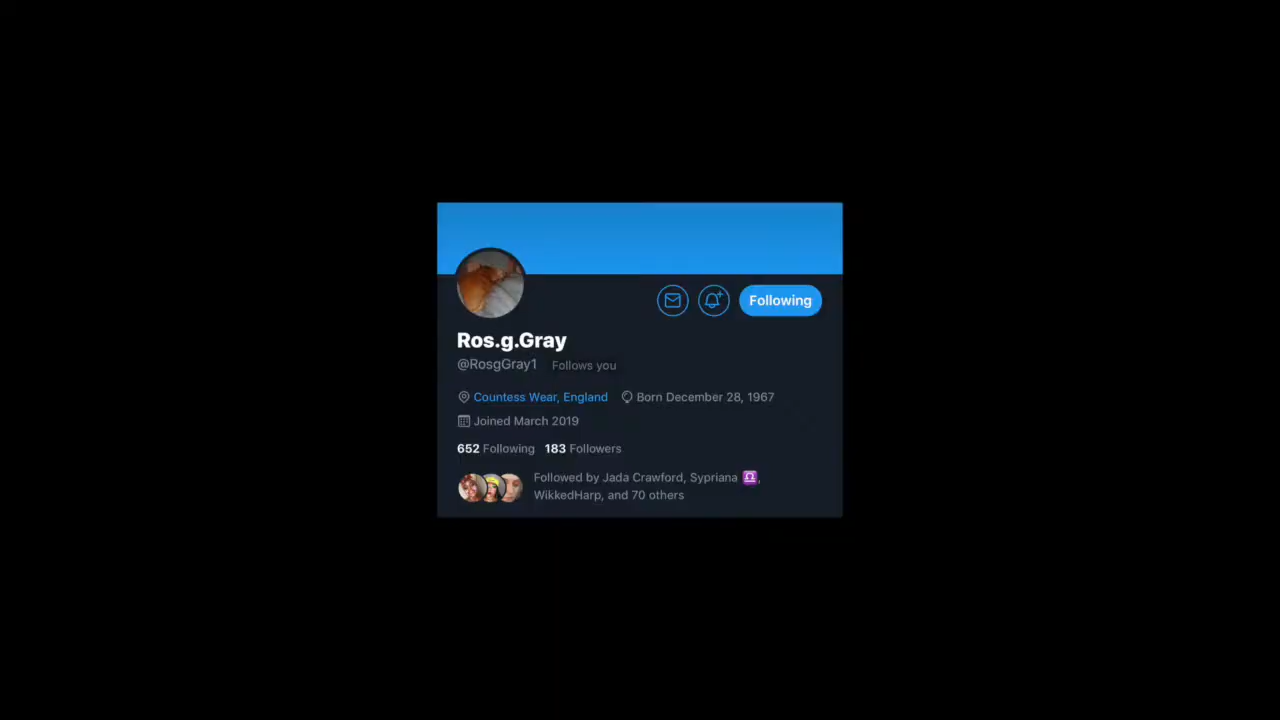 Following
Ros.g.Gray
@RosgGray1 Follows you
Countess Wear, England Born December 28, 1967
Joined March 2019
652 Following 183 Followers
Followed by Jada Crawford, Sypriana ♎,
WikkedHarp, and 70 others